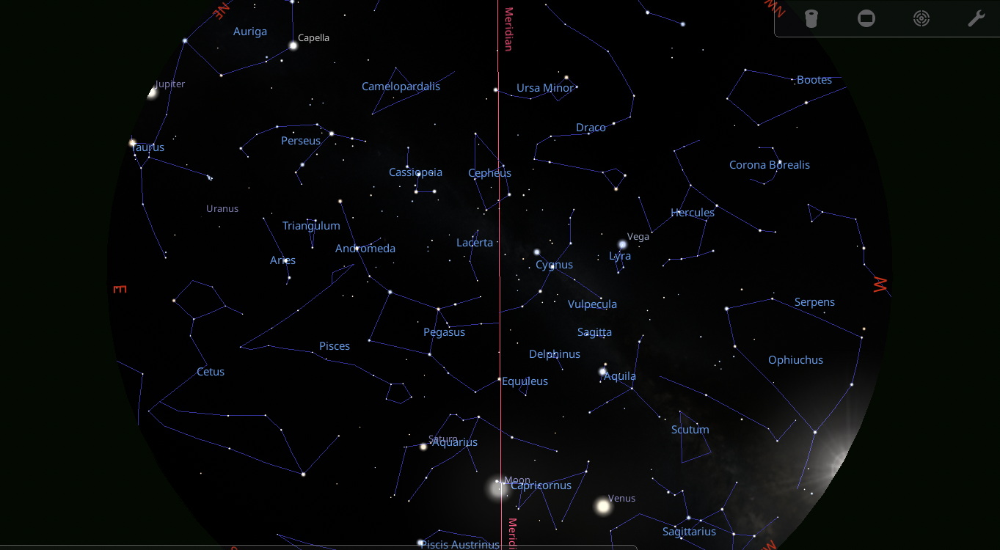 NE
NW
Meridian
Auriga
Capella
Jupiter
Camelopardalis
Ursa Minor
Bootes
Draco
Perseus
Taurus
Corona Borealis
Cassiopeia
Cepheus
Uranus
Hercules
Triangulum
Vega
Lacerta
Andromeda
Lyra
Aries
Cygnus
E
W
Vulpecula
Serpens
Pegasus
Sagitta
Pisces
Delphinus
Ophiuchus
Cetus
Equuleus
Aquila
Scutum
Saturn
Aquarius
Moon
Capricornus
Venus
Meridi
Sagittarius
Piscis Austrinus